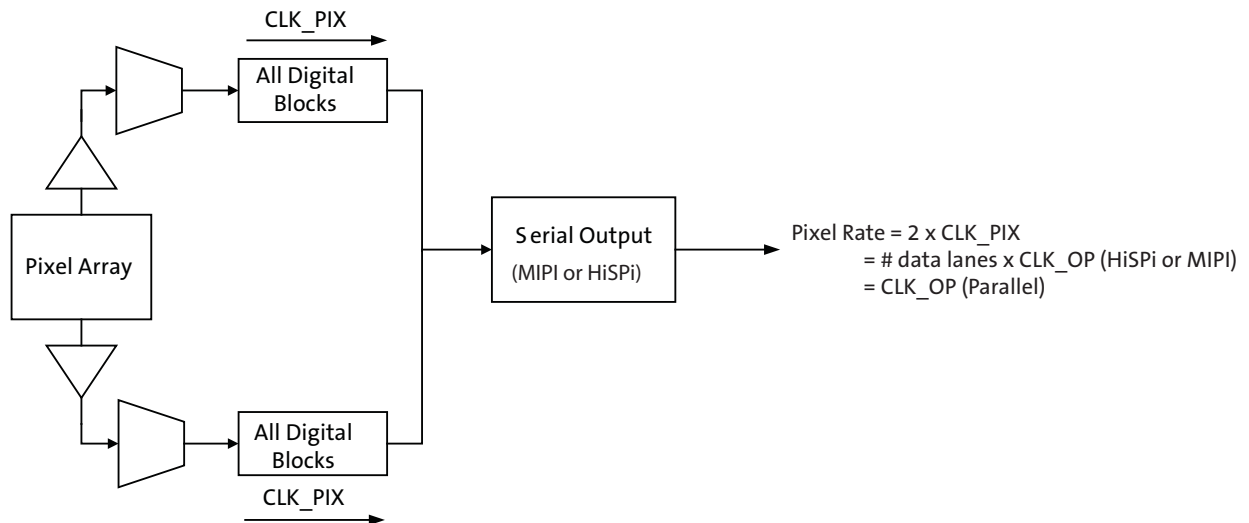 CLK_PIX
All Digital
Blocks
Pixel Array
Serial Output
(MIPI or HiSPi)
Pixel Rate = 2 x CLK_PIX
= # data lanes x CLK_OP (HiSPi or MIPI)
= CLK_OP (Parallel)
All Digital
Blocks
CLK_PIX